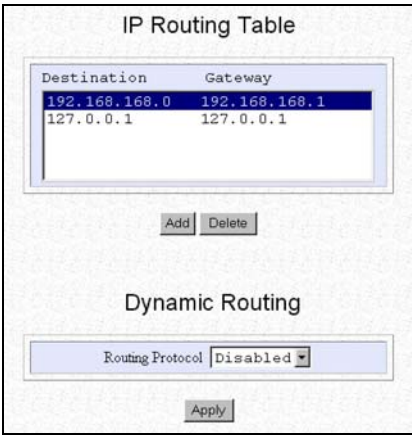 IP Routing Table
Destination Gateway
192.168.168.0 192.168.168.1
127.0.0.1 127.0.0.1
Add Delete
Dynamic Routing
Routing Protocol Disabled
Apply